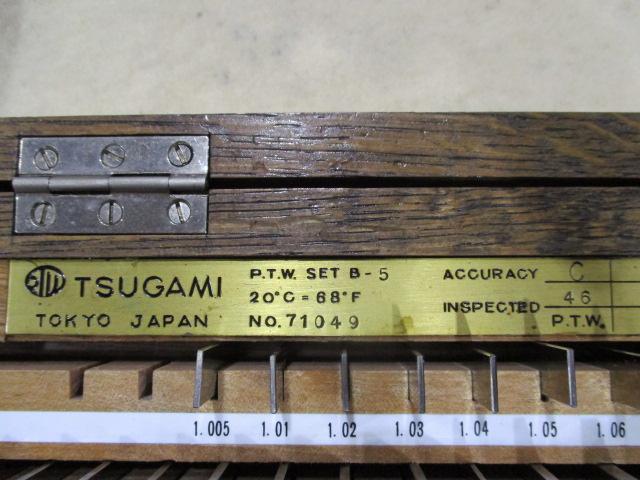 PTW TSUGAMI
TOKYO JAPAN
P.T.W. SET B-5
20°C=68°F
NO.71049
ACCURACY C
INSPECTED 46
P.T.W.
1.005 1.01 1.02 1.03 1.04 1.05 1.06